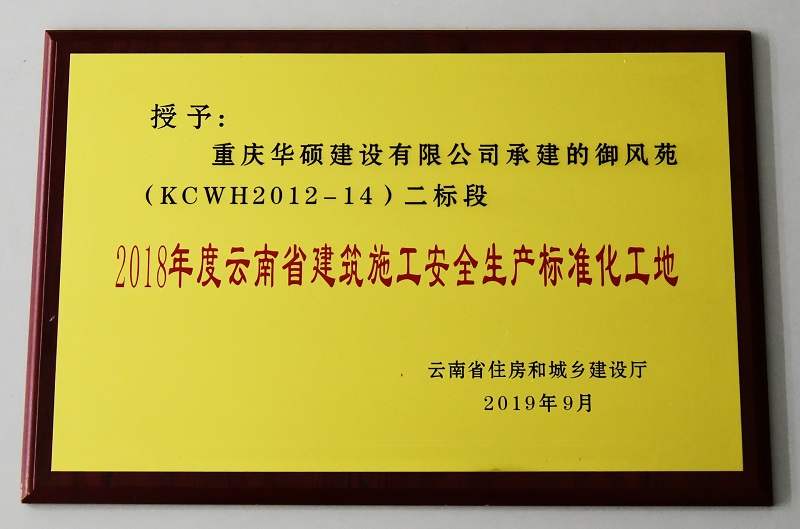 授予:
重庆华硕建设有限公司承建的御风苑
（KCWH2012-14）二标段
2018年度云南省建筑施工安全生产标准化工地
云南省住房和城乡建设厅
2019年9月